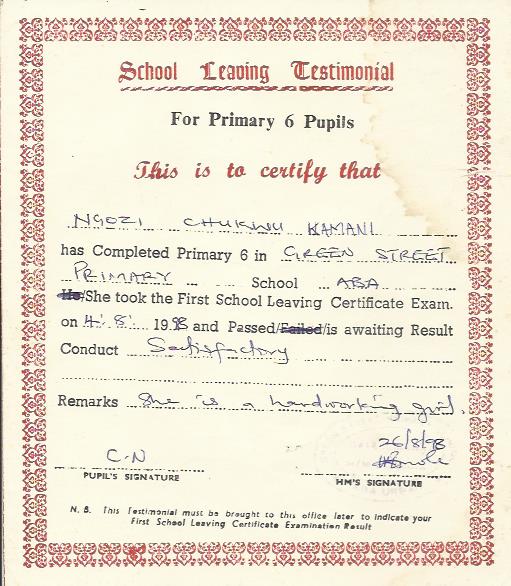 School Leaving Testimonial
For Primary 6 Pupils
This is to certify that
NGOZI CHUKWU KAMANI
has Completed Primary 6 in GREEN STREET
PRIMARY School ABA
He/She took the First School Leaving Certificate Exam.
on 4. 8. 1998 and Passed/Failed/is awaiting Result
Conduct Satisfactory
Remarks She is a hardworking girl.
26/8/98
C.N
PUPIL'S SIGNATURE HM'S SIGNATURE
N. B. This Testimonial must be brought to this office later to indicate your
First School Leaving Certificate Examination Result